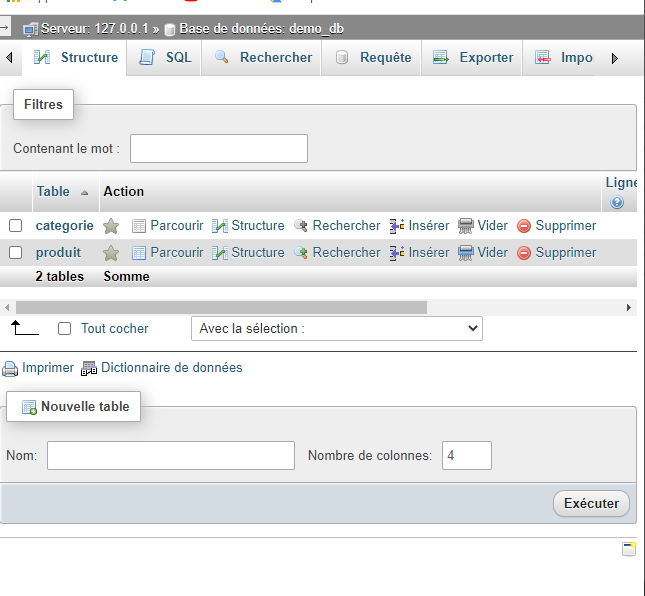 Serveur: 127.0.0.1 » Base de données: demo_db
Structure SQL Rechercher Requête Exporter Impo
Filtres
Contenant le mot :
Table Action Ligne
categorie Parcourir Structure Rechercher Insérer Vider Supprimer
produit Parcourir Structure Rechercher Insérer Vider Supprimer
2 tables Somme
Tout cocher Avec la sélection :
Imprimer Dictionnaire de données
Nouvelle table
Nom: Nombre de colonnes: 4
Exécuter